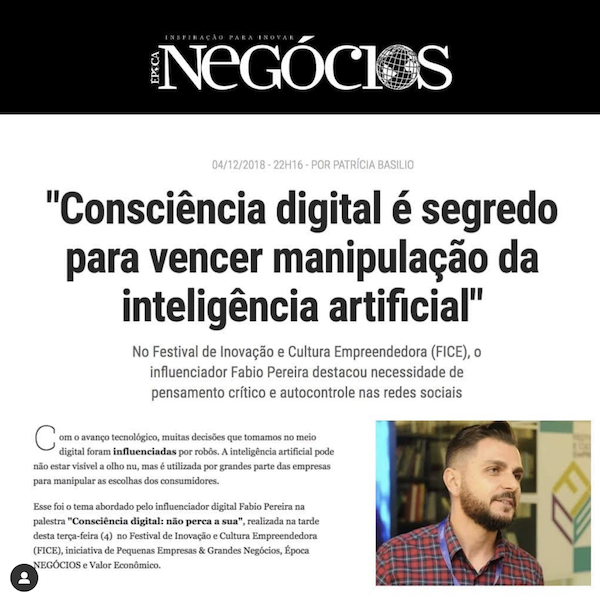 INSPIRAÇÃO PARA INOVAR
ÉPOCA NEGÓCIOS
04/12/2018 - 22H16 - POR PATRÍCIA BASILIO
"Consciência digital é segredo
para vencer manipulação da
inteligência artificial"
No Festival de Inovação e Cultura Empreendedora (FICE), o
influenciador Fabio Pereira destacou necessidade de
pensamento crítico e autocontrole nas redes sociais
Com o avanço tecnológico, muitas decisões que tomamos no meio
digital foram influenciadas por robôs. A inteligência artificial pode
não estar visível a olho nu, mas é utilizada por grandes parte das empresas
para manipular as escolhas dos consumidores.
Esse foi o tema abordado pelo influenciador digital Fabio Pereira na
palestra "Consciência digital: não perca a sua", realizada na tarde
desta terça-feira (4) no Festival de Inovação e Cultura Empreendedora
(FICE), iniciativa de Pequenas Empresas & Grandes Negócios, Época
NEGÓCIOS e Valor Econômico.